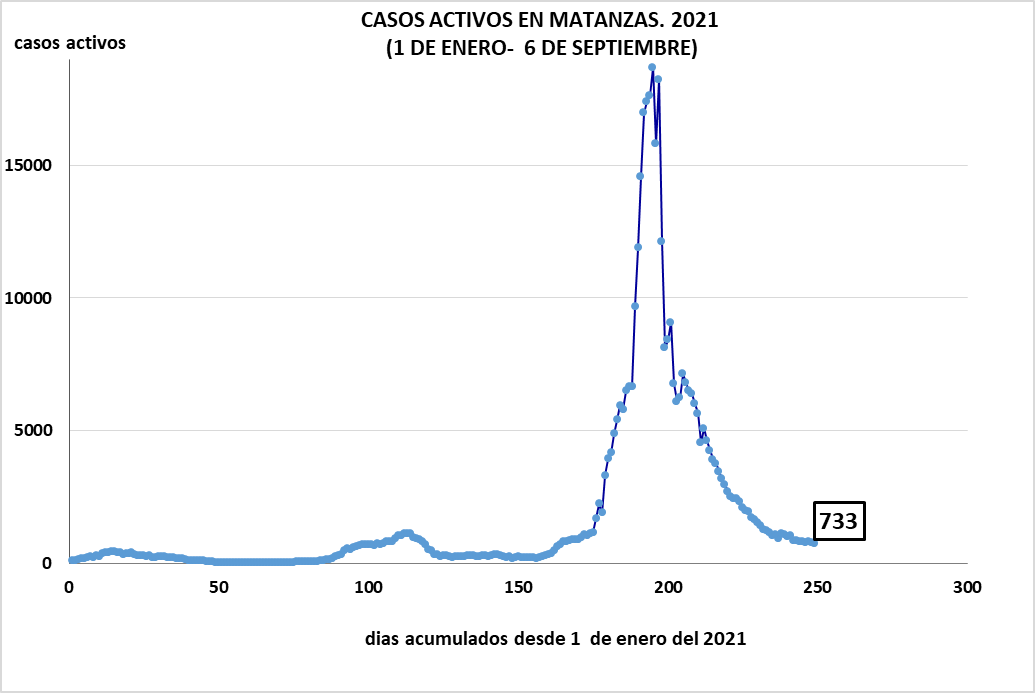 CASOS ACTIVOS EN MATANZAS. 2021
(1 DE ENERO- 6 DE SEPTIEMBRE)
casos activos
15000
10000
5000
0
733
0 50 100 150 200 250 300
dias acumulados desde 1 de enero del 2021